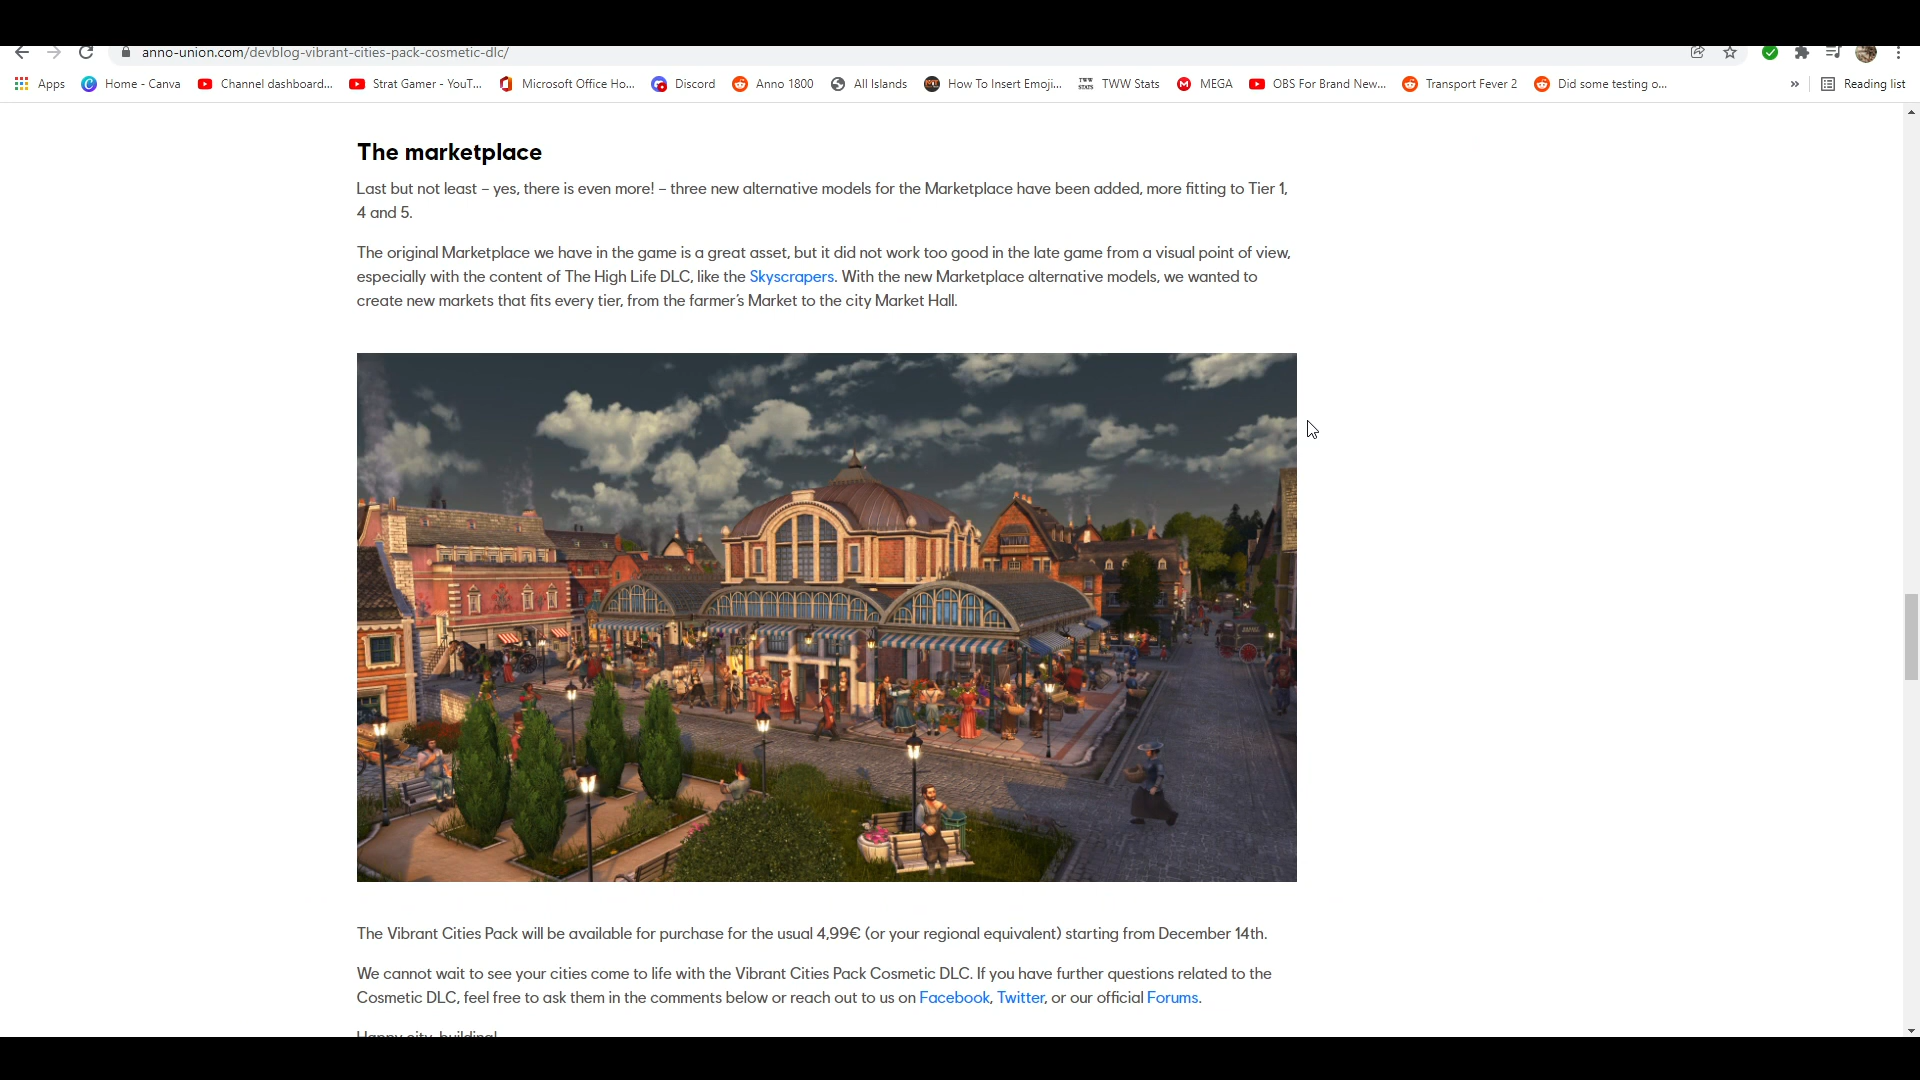 anno-union.com/devblog-vibrant-cities-pack-cosmetic-dlc/
Apps Home - Canva Channel dashboard... Strat Gamer - YouT... Microsoft Office Ho... Discord Anno 1800 All Islands How To Insert Emoji... TWW STATS TWW Stats MEGA OBS For Brand New... Transport Fever 2 Did some testing o... » Reading list
The marketplace
Last but not least – yes, there is even more! – three new alternative models for the Marketplace have been added, more fitting to Tier 1,
4 and 5.
The original Marketplace we have in the game is a great asset, but it did not work too good in the late game from a visual point of view,
especially with the content of The High Life DLC, like the Skyscrapers. With the new Marketplace alternative models, we wanted to
create new markets that fits every tier, from the farmer's Market to the city Market Hall.
The Vibrant Cities Pack will be available for purchase for the usual 4,99€ (or your regional equivalent) starting from December 14th.
We cannot wait to see your cities come to life with the Vibrant Cities Pack Cosmetic DLC. If you have further questions related to the
Cosmetic DLC, feel free to ask them in the comments below or reach out to us on Facebook, Twitter, or our official Forums.
Happy city-building!